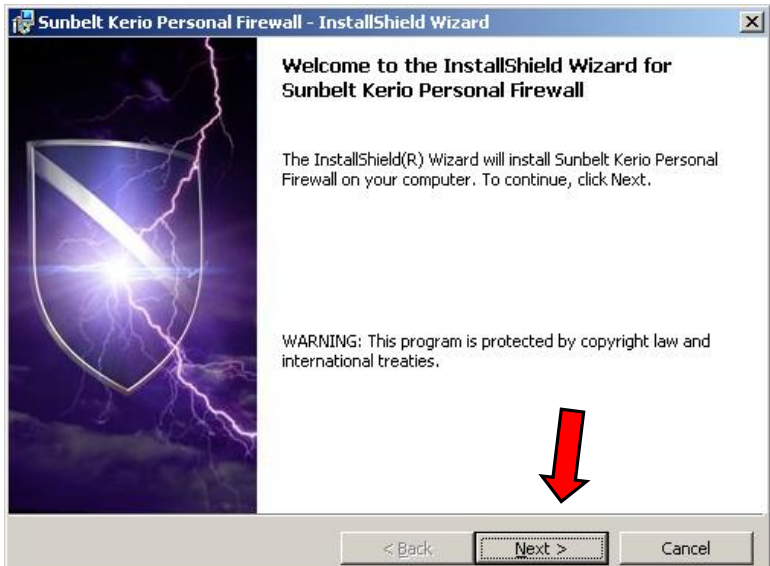 Sunbelt Kerio Personal Firewall - InstallShield Wizard
Welcome to the InstallShield Wizard for
Sunbelt Kerio Personal Firewall
The InstallShield(R) Wizard will install Sunbelt Kerio Personal
Firewall on your computer. To continue, click Next.
WARNING: This program is protected by copyright law and
international treaties.
< Back Next > Cancel